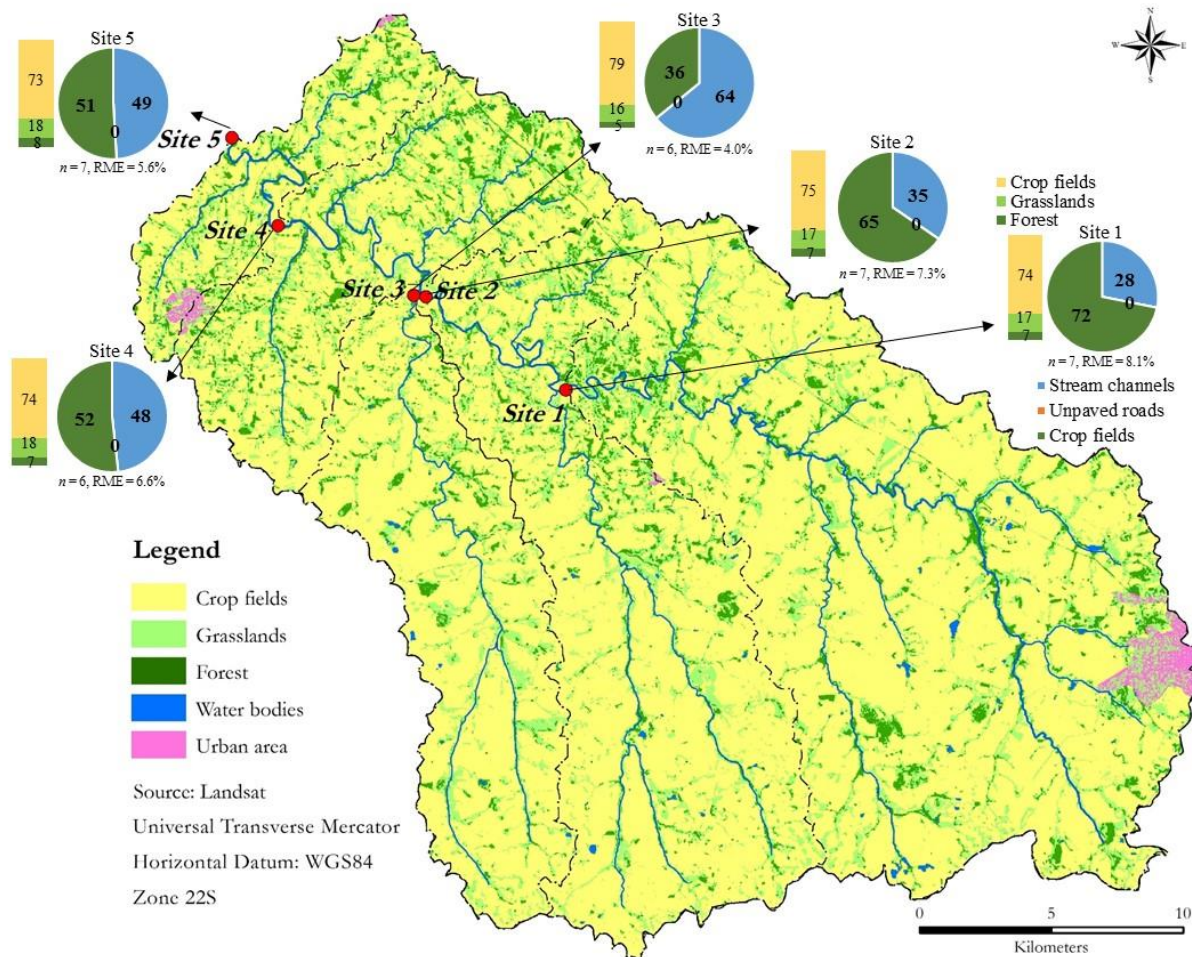 N
W
E
S
Site 5
73
18
8
51
49
0
n = 7, RME = 5.6%
Site 3
79
16
5
36
0
64
n = 6, RME = 4.0%
Site 2
75
17
7
35
65
0
n = 7, RME = 7.3%
Crop fields
Grasslands
Forest
Site 1
74
17
7
28
0
72
n = 7, RME = 8.1%
Stream channels
Unpaved roads
Crop fields
Site 4
74
18
7
52
48
0
n = 6, RME = 6.6%
Site 5
Site 4
Site 3
Site 2
Site 1
Legend
Crop fields
Grasslands
Forest
Water bodies
Urban area
Source: Landsat
Universal Transverse Mercator
Horizontal Datum: WGS84
Zone 22S
0 5 10
Kilometers